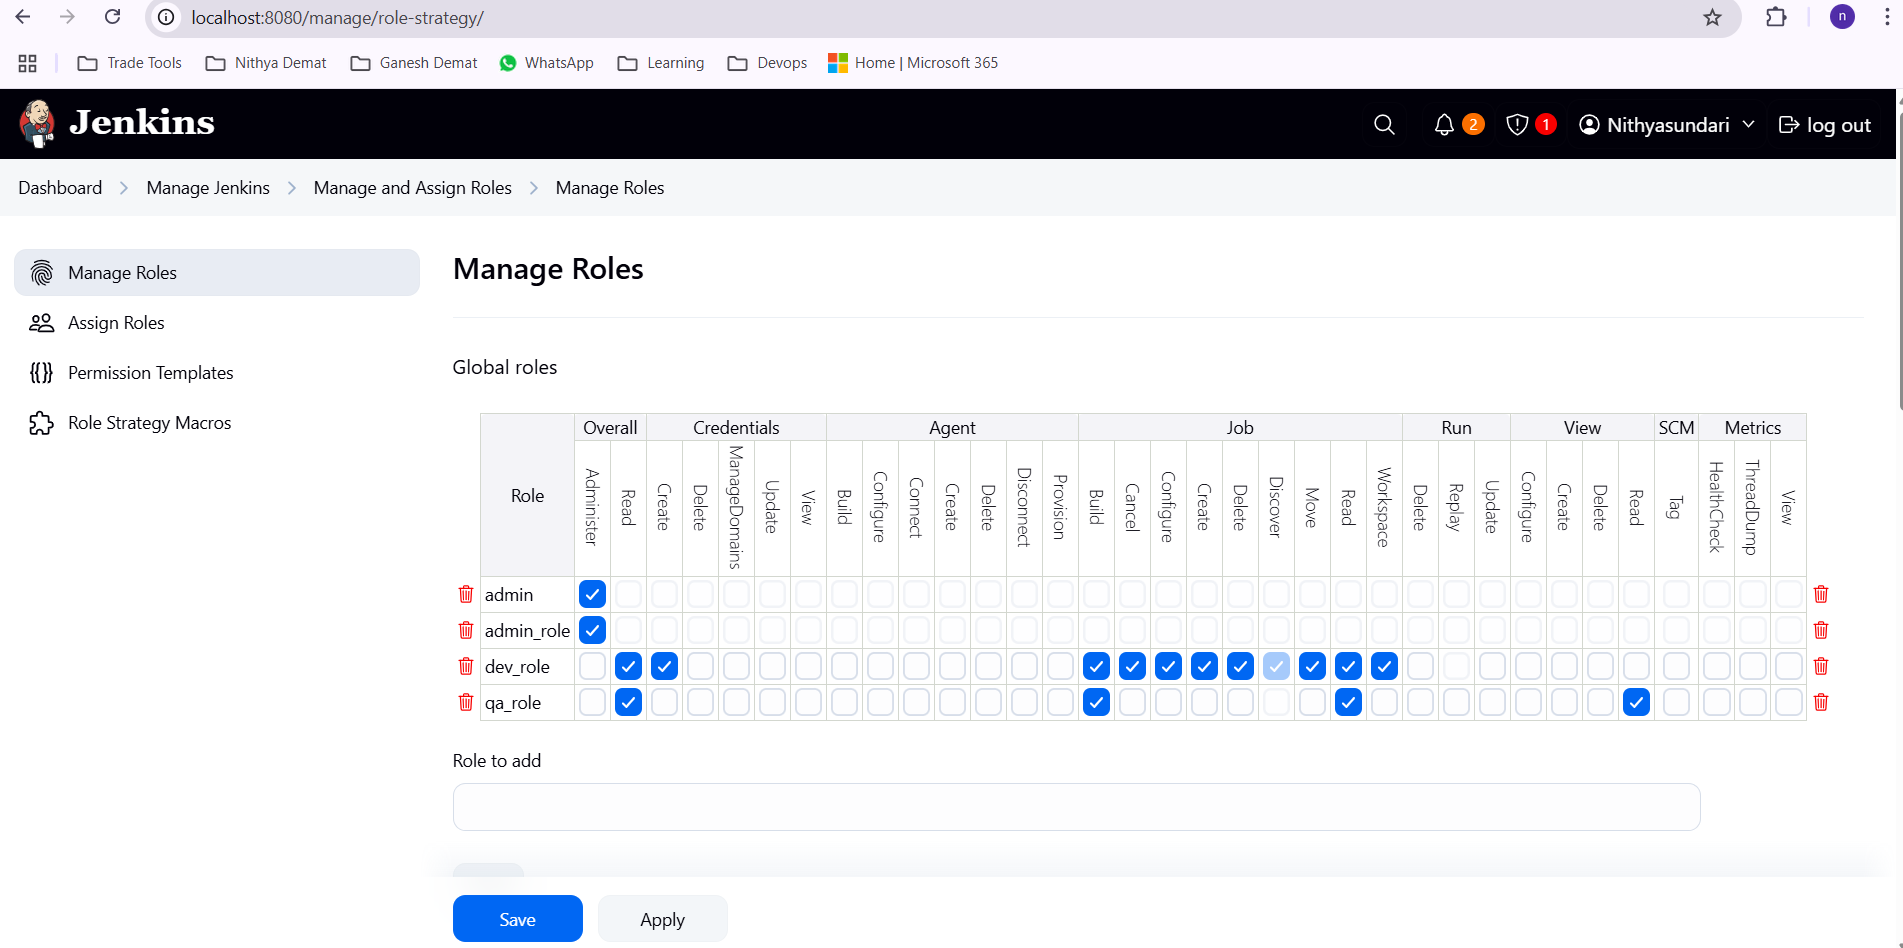 localhost:8080/manage/role-strategy/
n
Trade Tools Nithya Demat Ganesh Demat WhatsApp Learning Devops Home | Microsoft 365
Jenkins
2 1 Nithyasundari log out
Dashboard Manage Jenkins Manage and Assign Roles Manage Roles
Manage Roles
Assign Roles
Permission Templates
Role Strategy Macros
Manage Roles
Global roles
Role Overall Credentials Agent Job Run View SCM Metrics
Administer Read Create Delete ManageDomains Update View Build Configure Connect Create Delete Disconnect Provision Build Cancel Configure Create Delete Discover Move Read Workspace Delete Replay Update Configure Create Delete Read Tag HealthCheck ThreadDump View
admin
admin_role
dev_role
qa_role
Role to add
Save Apply